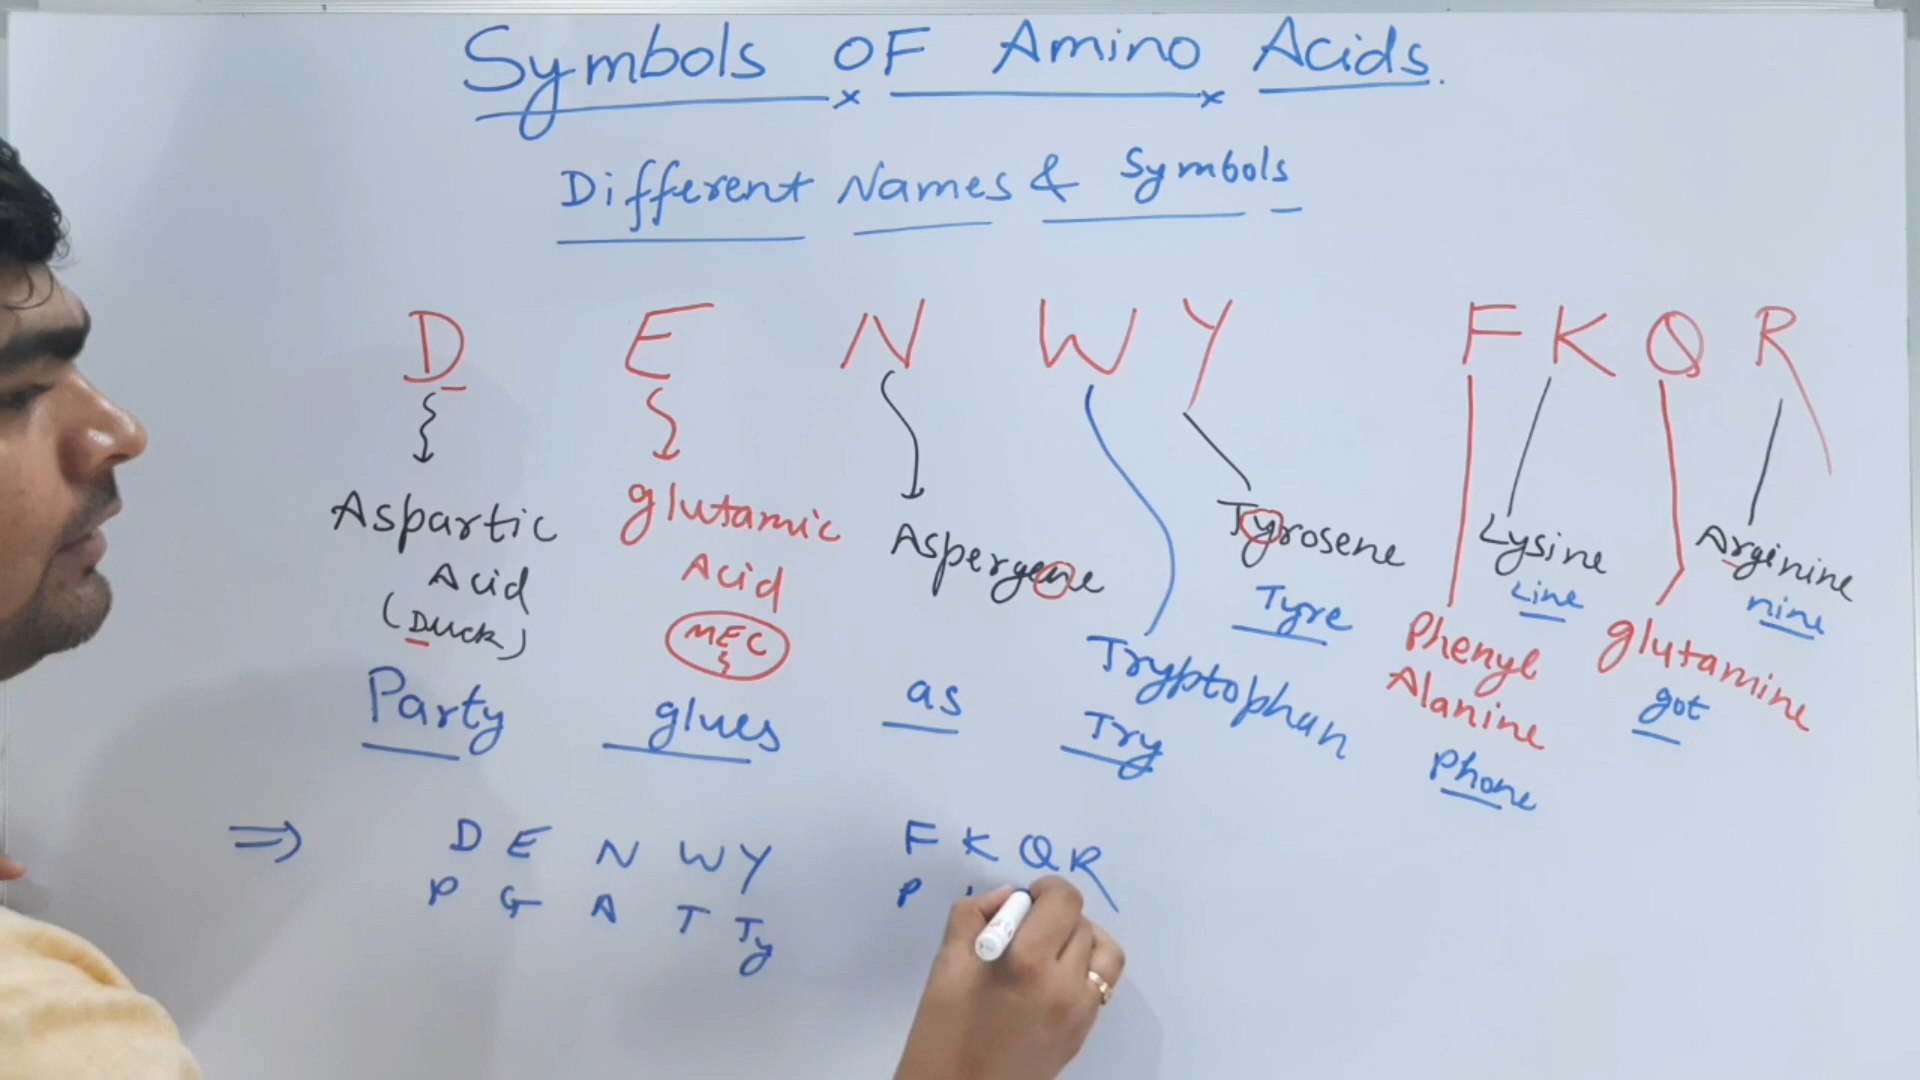 Symbols OF Amino Acids.
Different Names & Symbols
D E N W Y F K Q R
Aspartic Acid (Duck)
glutamic Acid
MEC
Aspergene
Tryptophan
Tyrosene
Phenyl Alanine
Lysine
glutamine
Arginine
Party glues as Try Tyre Phone Line got nine
⇒ D E N W Y F K Q R
P G A T Ty P